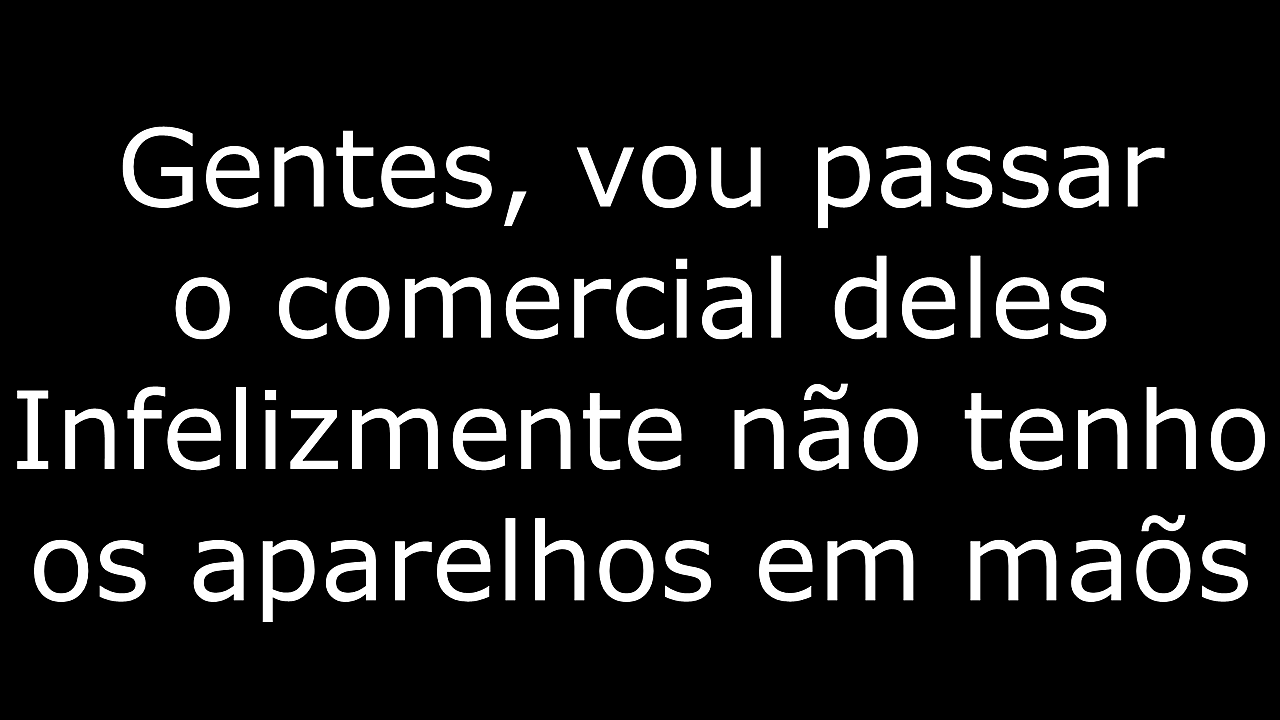 Gentes, vou passar
o comercial deles
Infelizmente não tenho
os aparelhos em maõs